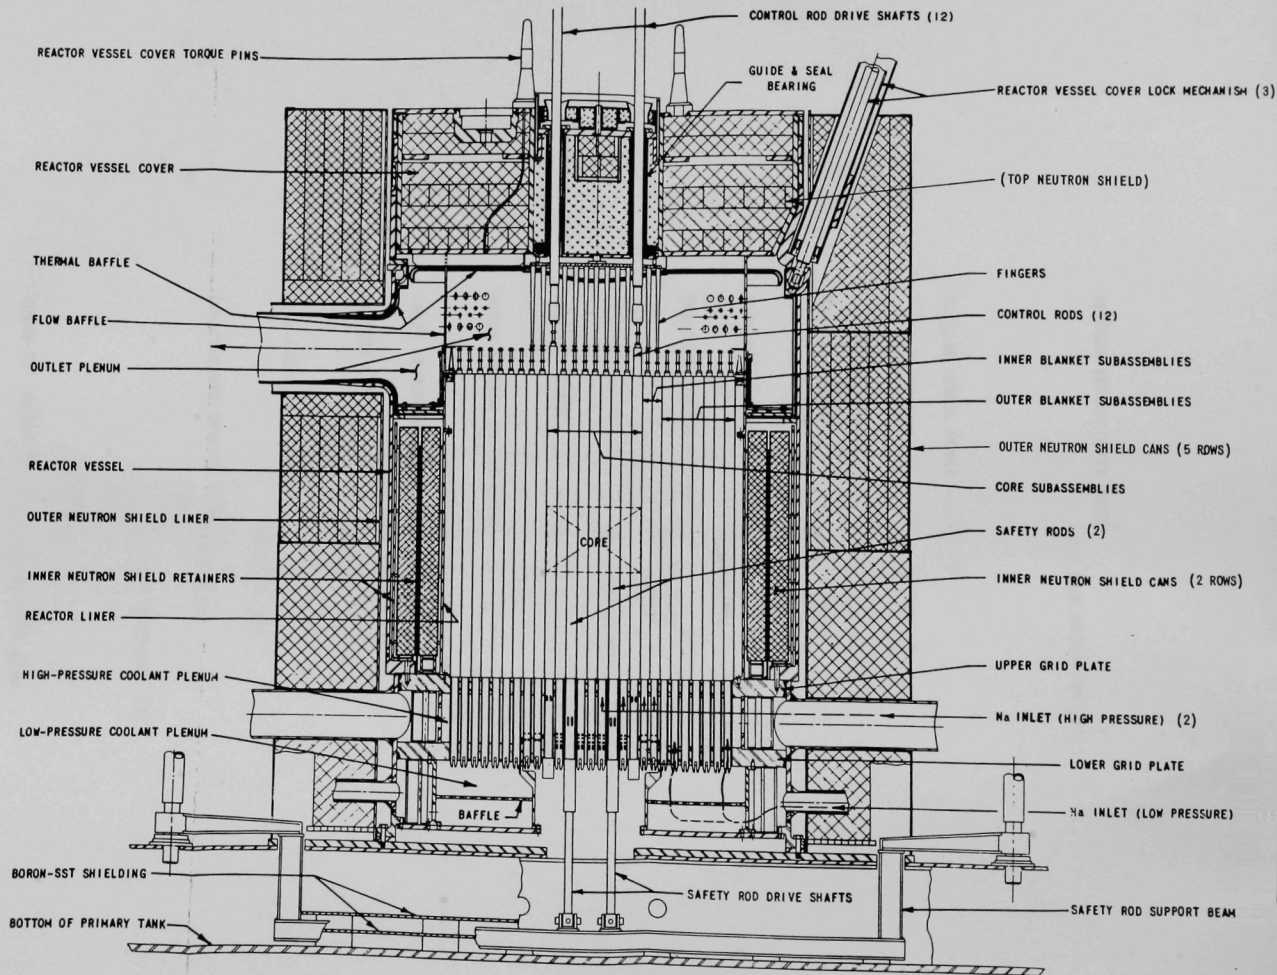 CONTROL ROD DRIVE SHAFTS (12)
REACTOR VESSEL COVER TORQUE PINS
GUIDE & SEAL
BEARING
REACTOR VESSEL COVER LOCK MECHANISM (3)
REACTOR VESSEL COVER
(TOP NEUTRON SHIELD)
THERMAL BAFFLE
FINGERS
FLOW BAFFLE
CONTROL RODS (12)
OUTLET PLENUM
INNER BLANKET SUBASSEMBLIES
OUTER BLANKET SUBASSEMBLIES
OUTER NEUTRON SHIELD CANS (5 ROWS)
REACTOR VESSEL
CORE SUBASSEMBLIES
OUTER NEUTRON SHIELD LINER
SAFETY RODS (2)
CORE
INNER NEUTRON SHIELD RETAINERS
INNER NEUTRON SHIELD CANS (2 ROWS)
REACTOR LINER
UPPER GRID PLATE
HIGH-PRESSURE COOLANT PLENUM
Na INLET (HIGH PRESSURE) (2)
LOW-PRESSURE COOLANT PLENUM
LOWER GRID PLATE
BAFFLE
Na INLET (LOW PRESSURE)
BORON-SST SHIELDING
SAFETY ROD DRIVE SHAFTS
SAFETY ROD SUPPORT BEAM
BOTTOM OF PRIMARY TANK